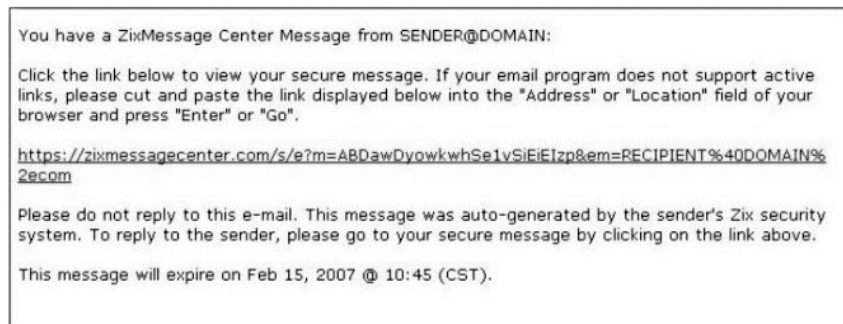 You have a ZixMessage Center Message from SENDER@DOMAIN:
Click the link below to view your secure message. If your email program does not support active
links, please cut and paste the link displayed below into the "Address" or "Location" field of your
browser and press "Enter" or "Go".
https://zixmessagecenter.com/s/e?m=ABDawDyowkwhSe1vSiEiEIzp&em=RECIPIENT%40DOMAIN%
2ecom
Please do not reply to this e-mail. This message was auto-generated by the sender's Zix security
system. To reply to the sender, please go to your secure message by clicking on the link above.
This message will expire on Feb 15, 2007 @ 10:45 (CST).